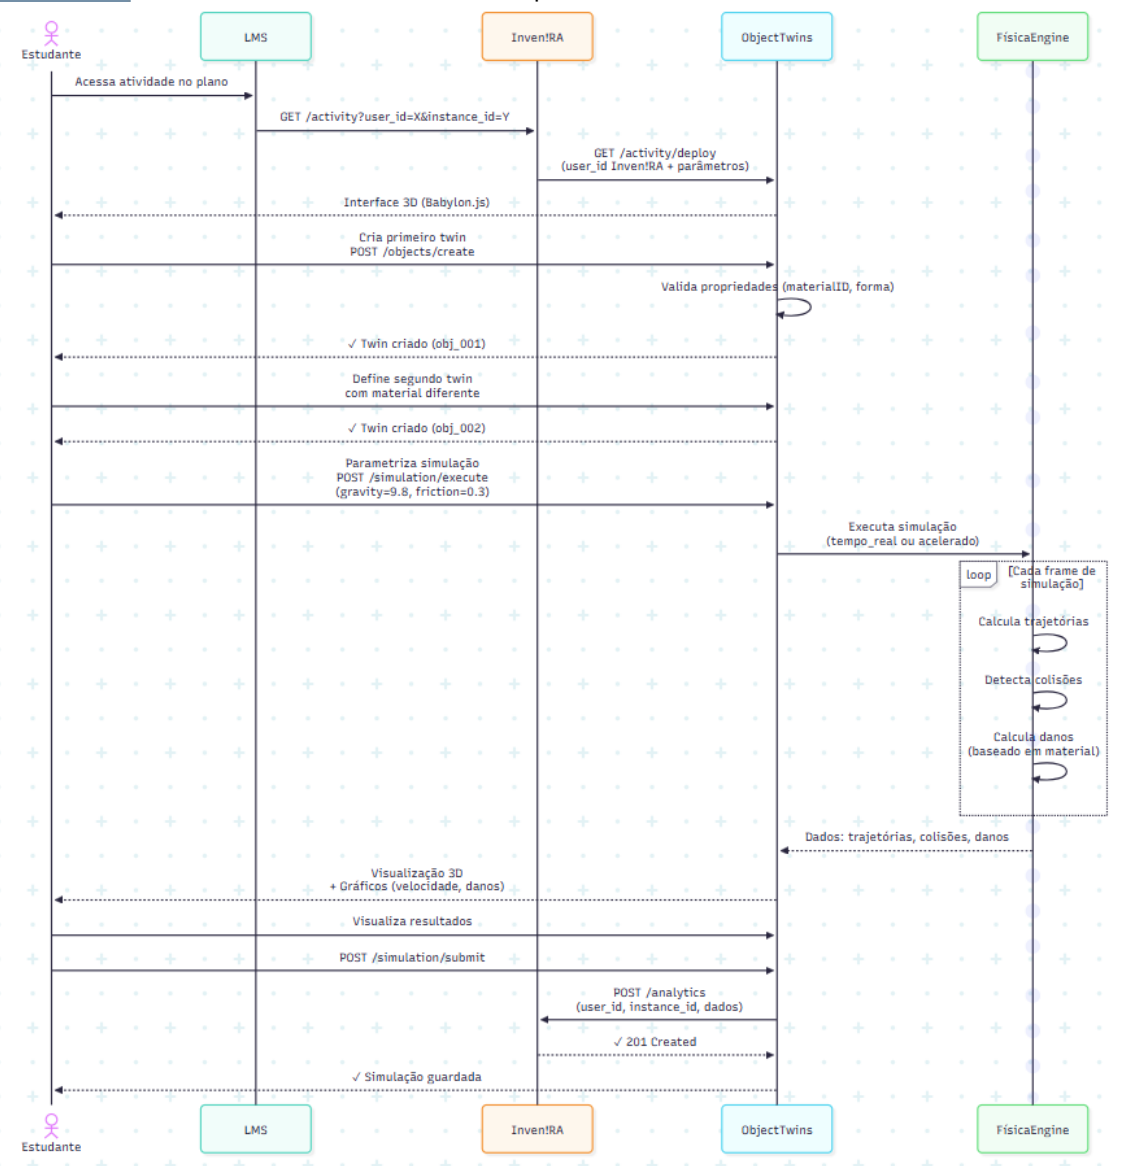 Estudante
LMS
Inven!RA
ObjectTwins
FísicaEngine
Acessa atividade no plano
GET /activity?user_id=X&instance_id=Y
GET /activity/deploy
(user_id Inven!RA + parâmetros)
Interface 3D (Babylon.js)
Cria primeiro twin
POST /objects/create
Valida propriedades (materialID, forma)
✓ Twin criado (obj_001)
Define segundo twin
com material diferente
✓ Twin criado (obj_002)
Parametriza simulação
POST /simulation/execute
(gravity=9.8, friction=0.3)
Executa simulação
(tempo_real ou acelerado)
loop
[Cada frame de
simulação]
Calcula trajetórias
Detecta colisões
Calcula danos
(baseado em material)
Dados: trajetórias, colisões, danos
Visualização 3D
+ Gráficos (velocidade, danos)
Visualiza resultados
POST /simulation/submit
POST /analytics
(user_id, instance_id, dados)
✓ 201 Created
✓ Simulação guardada
Estudante
LMS
Inven!RA
ObjectTwins
FísicaEngine